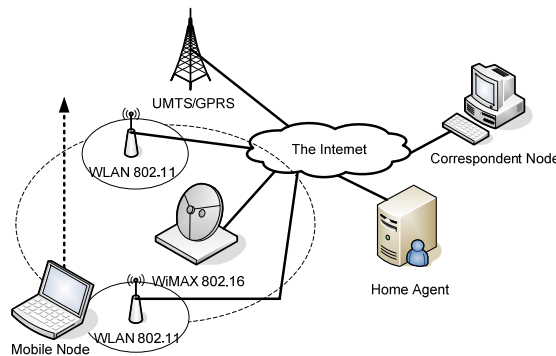 UMTS/GPRS
WLAN 802.11
The Internet
Correspondent Node
WiMAX 802.16
Home Agent
WLAN 802.11
Mobile Node